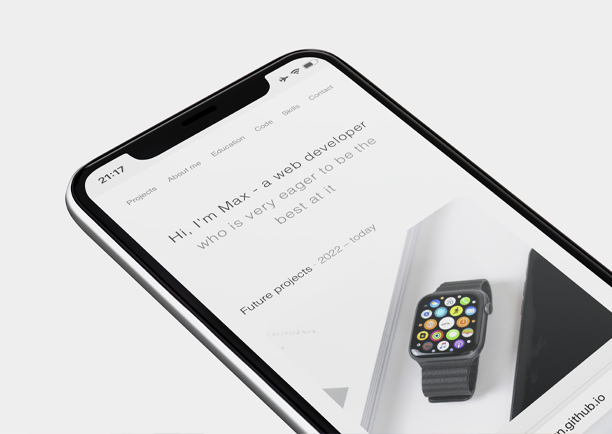 21:17
Projects About me Education Code Skills Contact
Hi, I'm Max - a web developer
who is very eager to be the
best at it
Future projects · 2022 – today
.github.io